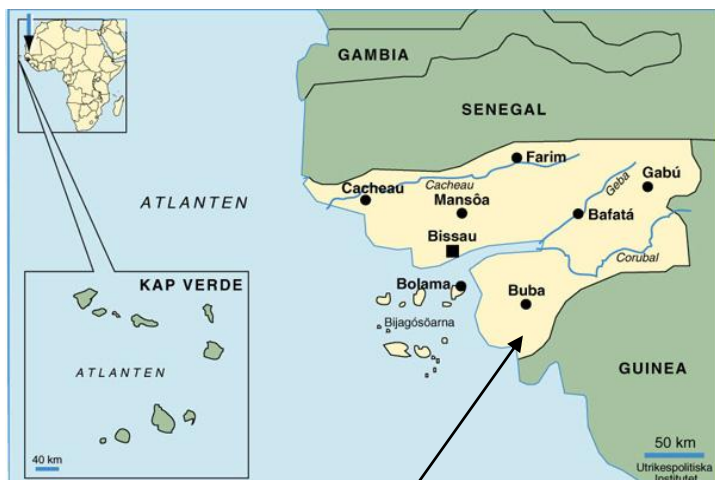 GAMBIA
SENEGAL
Farim
Gabú
Geba
Cacheau
Cacheau
ATLANTEN
Mansôa
Bafatá
Bissau
Corubal
KAP VERDE
Bolama
Buba
Bijagósöarna
ATLANTEN
GUINEA
40 km
50 km
Utrikespolitiska
Institutet